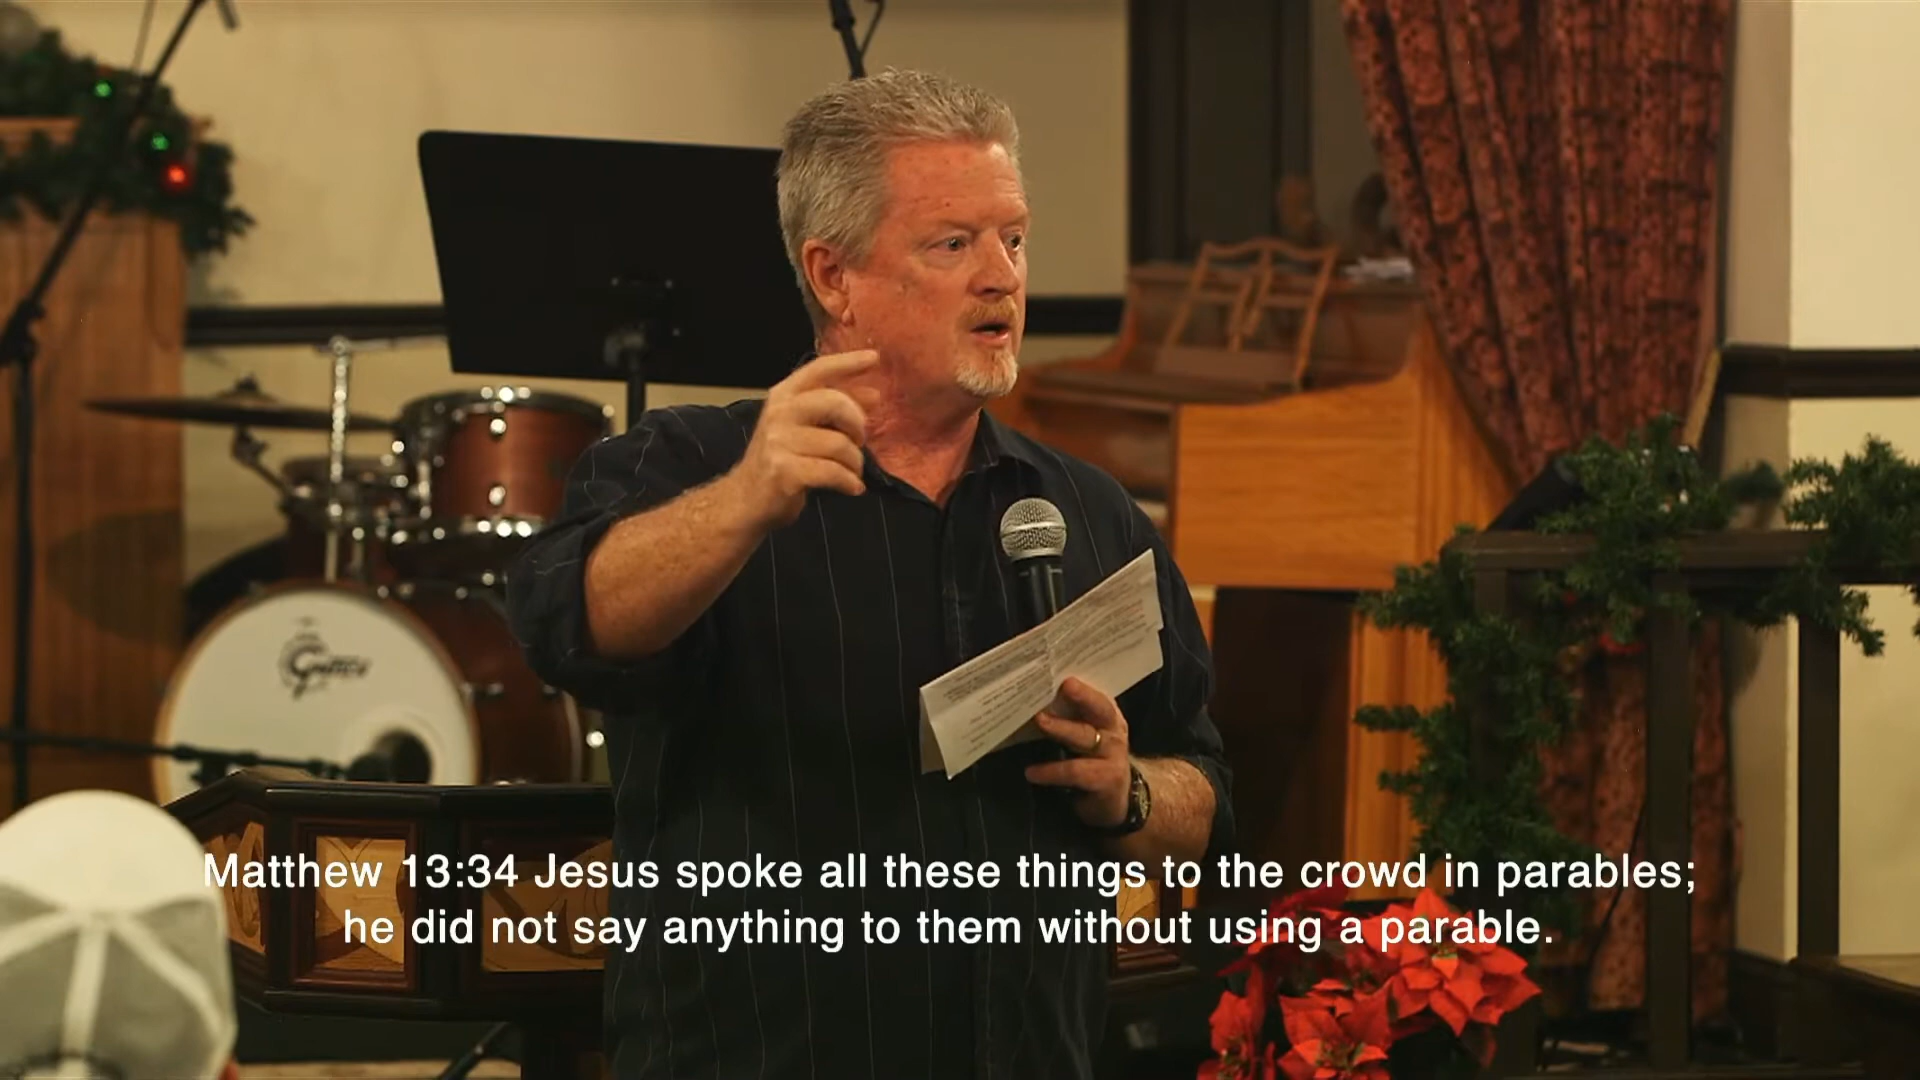 Gretsch
Matthew 13:34 Jesus spoke all these things to the crowd in parables;
he did not say anything to them without using a parable.